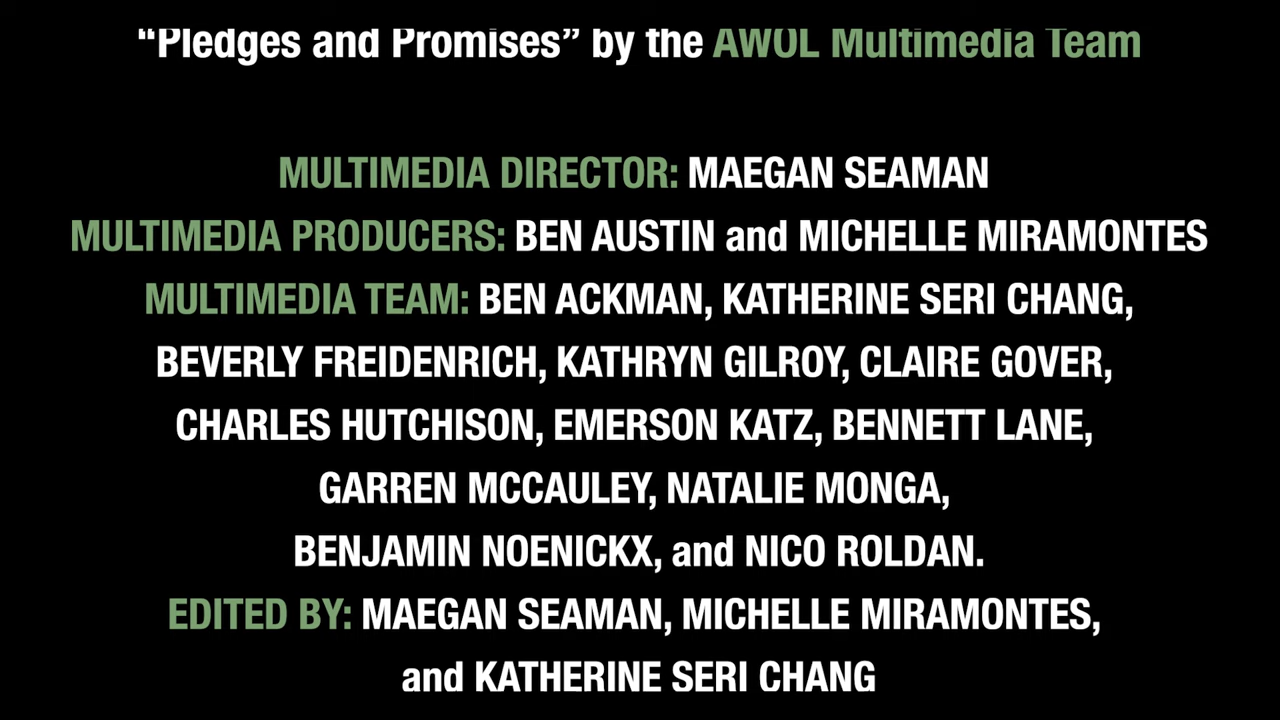 “Pledges and Promises” by the AWOL Multimedia Team
MULTIMEDIA DIRECTOR: MAEGAN SEAMAN
MULTIMEDIA PRODUCERS: BEN AUSTIN and MICHELLE MIRAMONTES
MULTIMEDIA TEAM: BEN ACKMAN, KATHERINE SERI CHANG,
BEVERLY FREIDENRICH, KATHRYN GILROY, CLAIRE GOVER,
CHARLES HUTCHISON, EMERSON KATZ, BENNETT LANE,
GARREN MCCAULEY, NATALIE MONGA,
BENJAMIN NOENICKX, and NICO ROLDAN.
EDITED BY: MAEGAN SEAMAN, MICHELLE MIRAMONTES,
and KATHERINE SERI CHANG